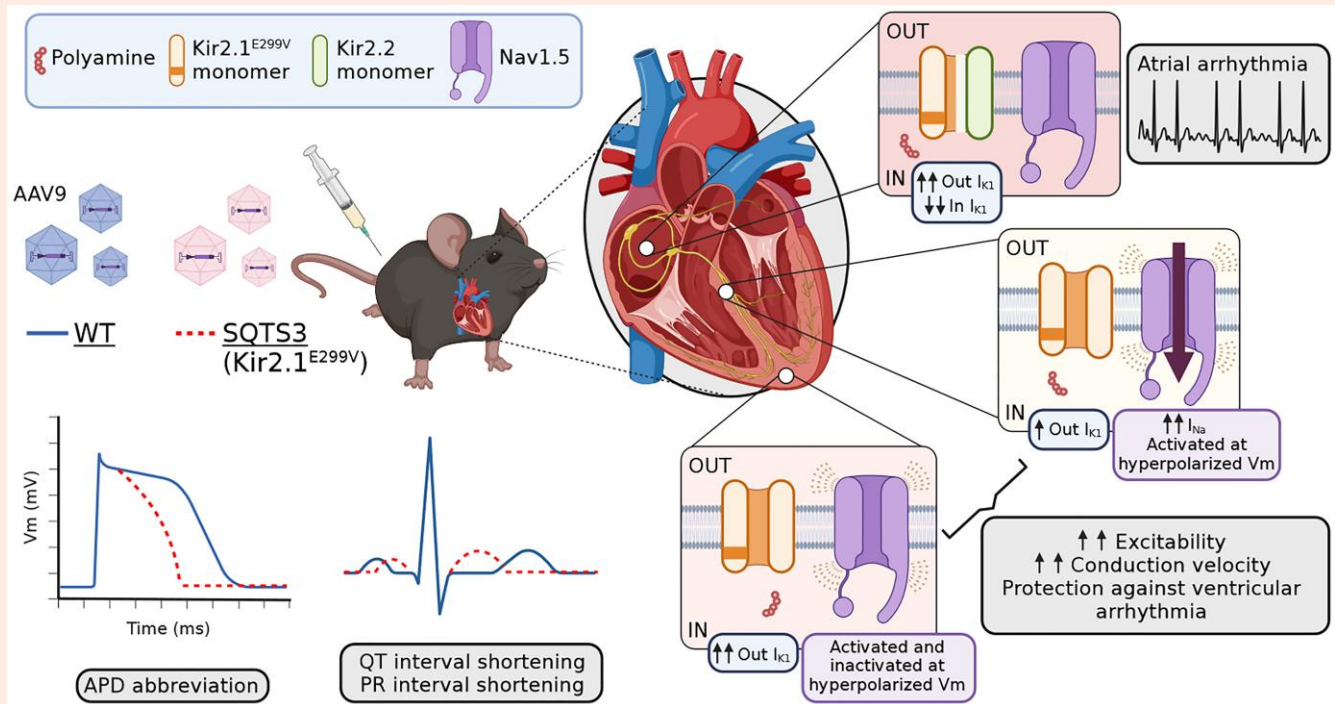 Polyamine
Kir2.1E299V
monomer
Kir2.2
monomer
Nav1.5
AAV9
WT
SQTS3
(Kir2.1E299V)
Vm (mV)
Time (ms)
APD abbreviation
QT interval shortening
PR interval shortening
OUT
IN
↑↑ Out IK1
↓↓ In IK1
Atrial arrhythmia
OUT
IN
↑ Out IK1
↑↑ INa
Activated at
hyperpolarized Vm
OUT
IN
↑↑ Out IK1
Activated and
inactivated at
hyperpolarized Vm
↑ ↑ Excitability
↑ ↑ Conduction velocity
Protection against ventricular
arrhythmia